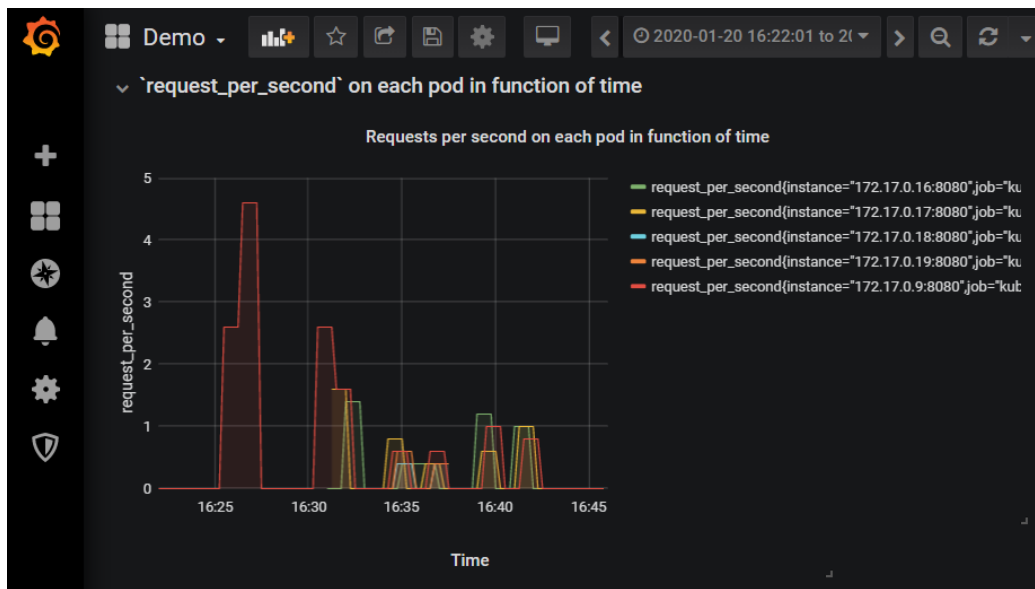 Demo
2020-01-20 16:22:01 to 2(
`request_per_second` on each pod in function of time
Requests per second on each pod in function of time
request_per_second
5
4
3
2
1
0
16:25 16:30 16:35 16:40 16:45
Time
request_per_second{instance="172.17.0.16:8080",job="ku
request_per_second{instance="172.17.0.17:8080",job="ku
request_per_second{instance="172.17.0.18:8080",job="ku
request_per_second{instance="172.17.0.19:8080",job="ku
request_per_second{instance="172.17.0.9:8080",job="kub